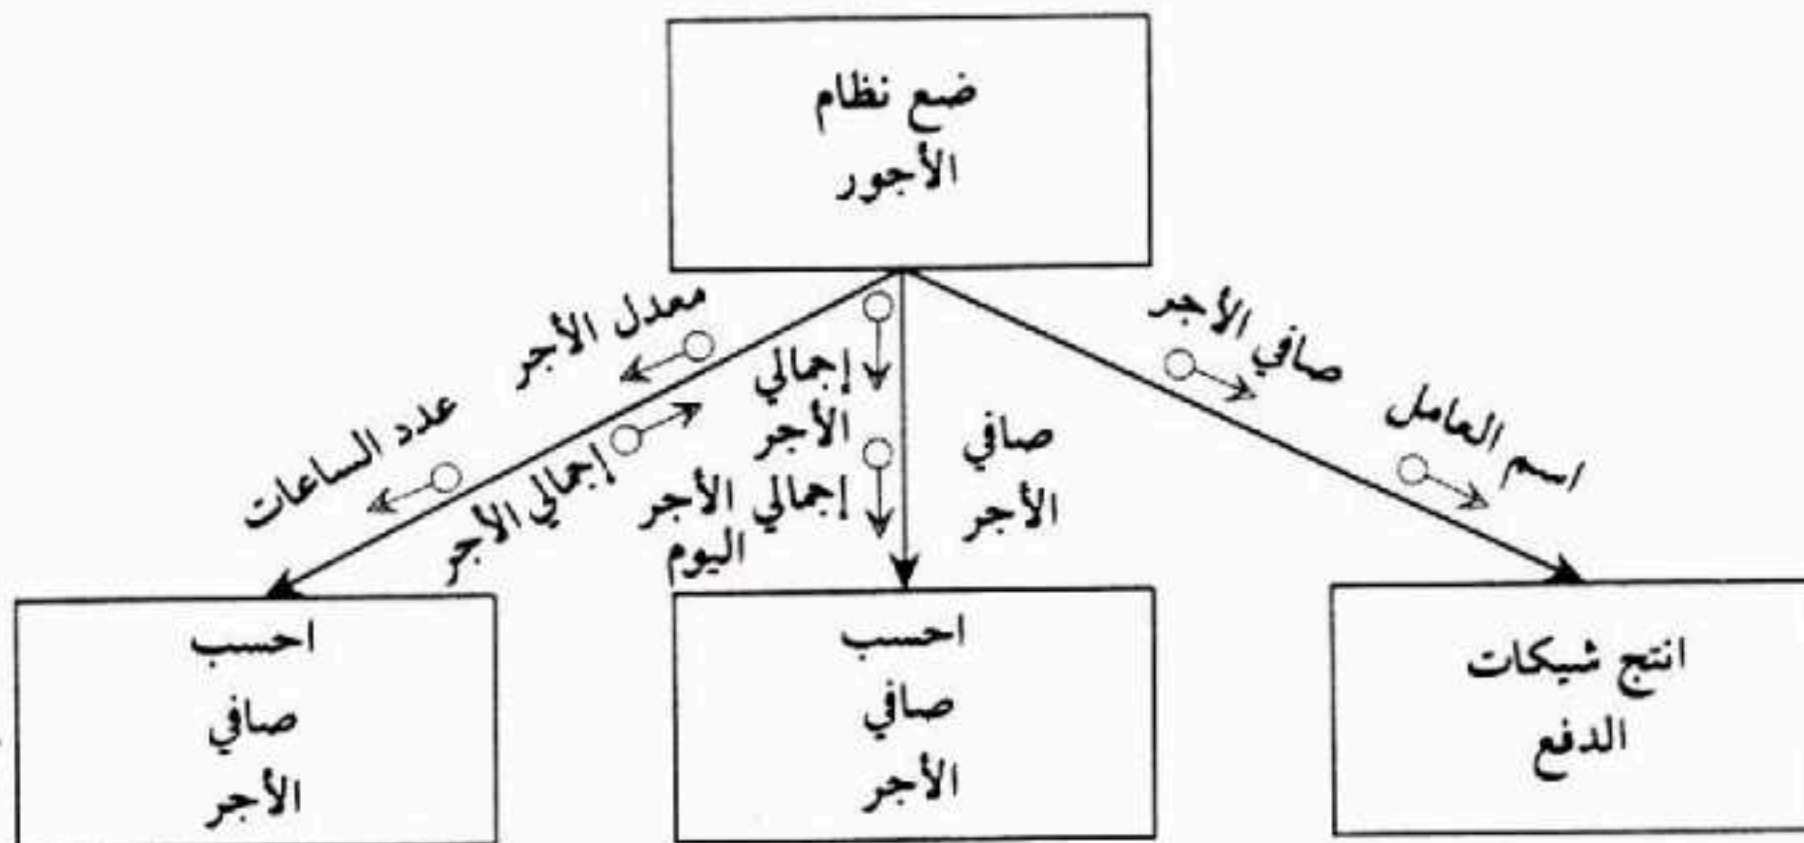 ضع نظام
الأجور
صافي الأجر
اسم العامل
معدل الأجر
عدد الساعات
إجمالي الأجر
إجمالي
الأجر
إجمالي الأجر
اليوم
صافي
الأجر
انتج شيكات
الدفع
احسب
صافي
الأجر
احسب
صافي
الأجر